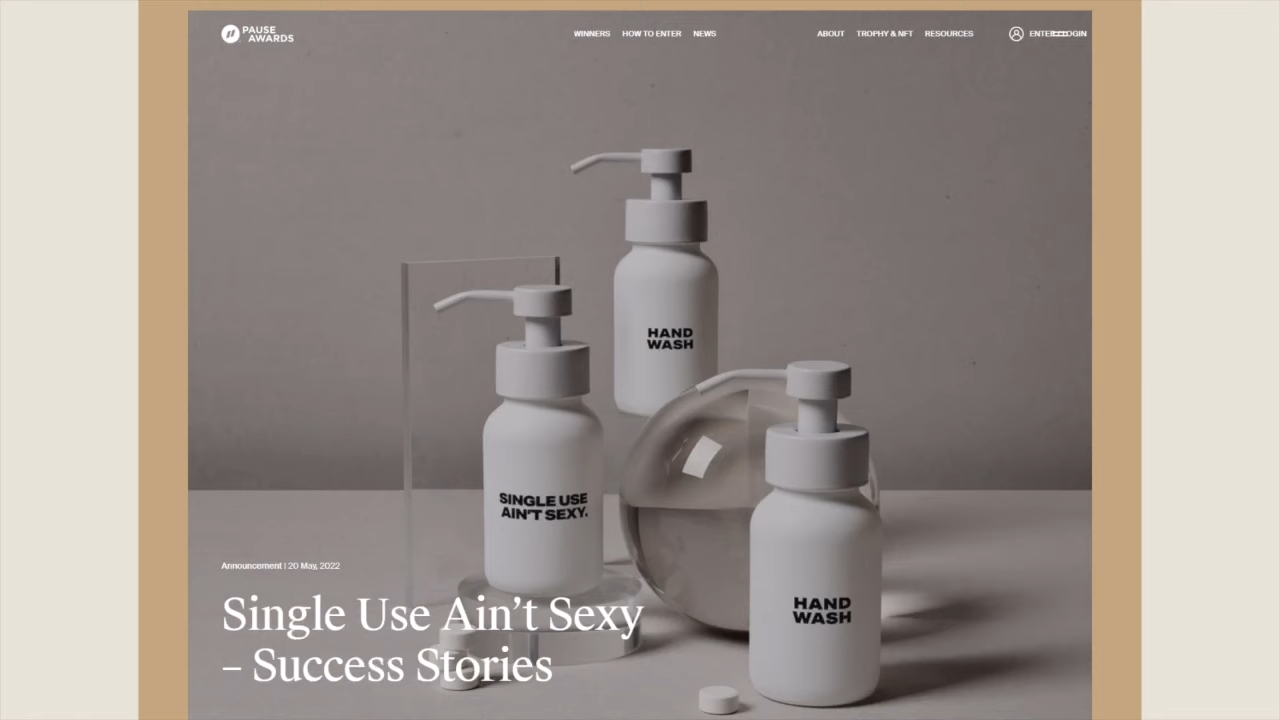 PAUSE
AWARDS
WINNERS HOW TO ENTER NEWS
ABOUT TROPHY & NFT RESOURCES
HAND
WASH
SINGLE USE
AIN'T SEXY.
HAND
WASH
Announcement | 20 May, 2022
Single Use Ain't Sexy
– Success Stories